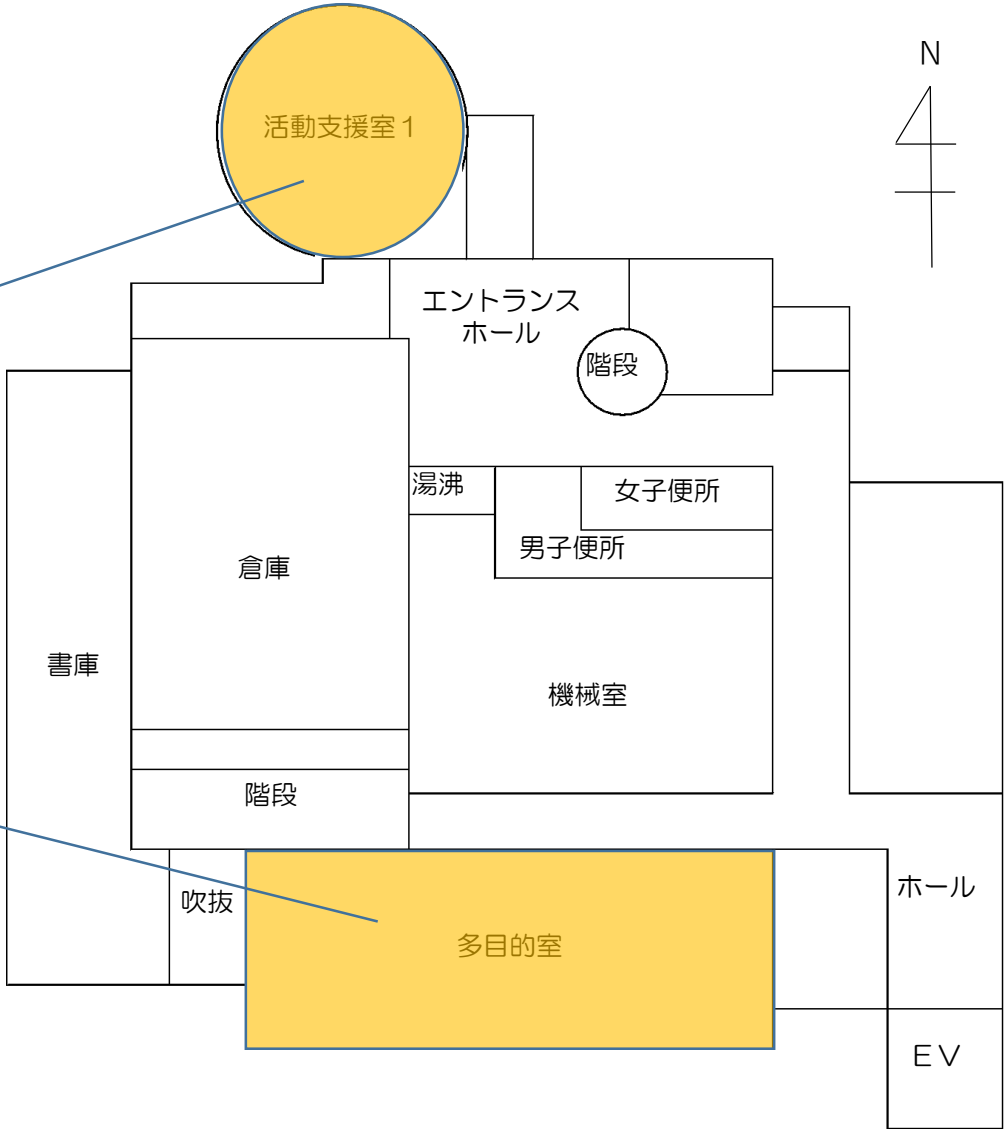 活動支援室１
N
エントランス
ホール
階段
湯沸
女子便所
男子便所
倉庫
書庫
機械室
階段
吹抜
ホール
多目的室
ＥＶ